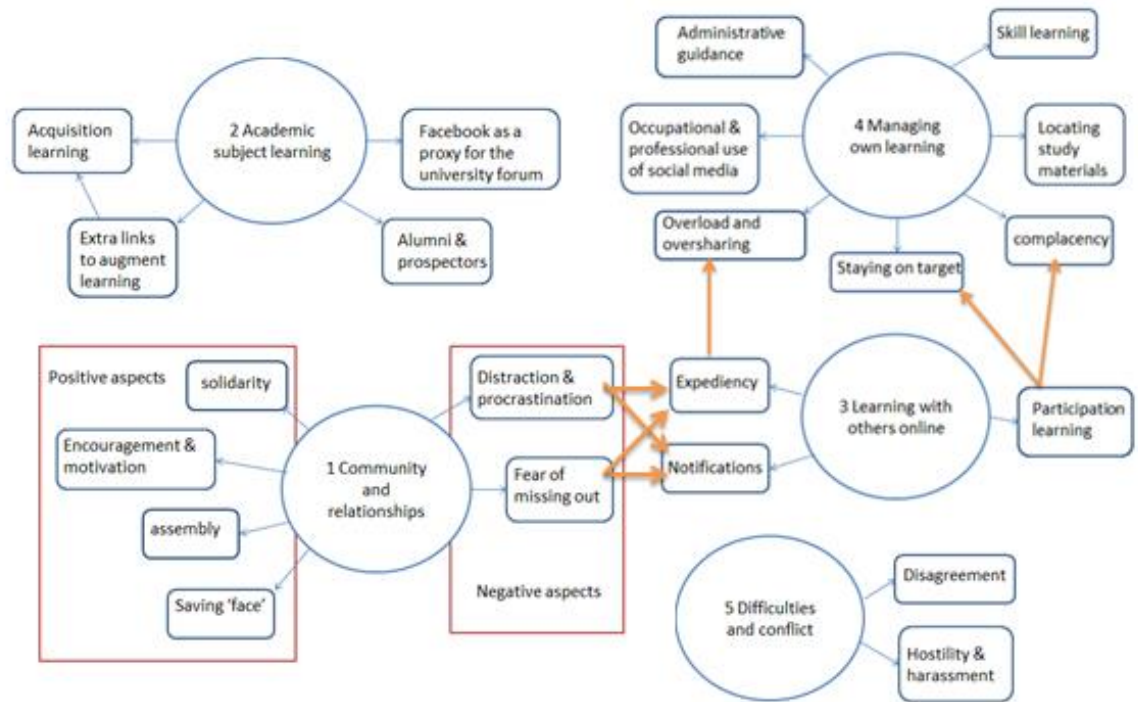 Administrative
guidance
Skill learning
2 Academic
subject learning
Acquisition
learning
Facebook as a
proxy for the
university forum
Extra links
to augment
learning
Alumni &
prospectors
4 Managing
own learning
Occupational &
professional use
of social media
Locating
study
materials
Overload and
oversharing
Staying on target
complacency
Positive aspects
solidarity
Encouragement &
motivation
assembly
Saving 'face'
1 Community
and
relationships
Distraction &
procrastination
Fear of
missing out
Negative aspects
Expediency
Notifications
3 Learning with
others online
Participation
learning
5 Difficulties
and conflict
Disagreement
Hostility &
harassment